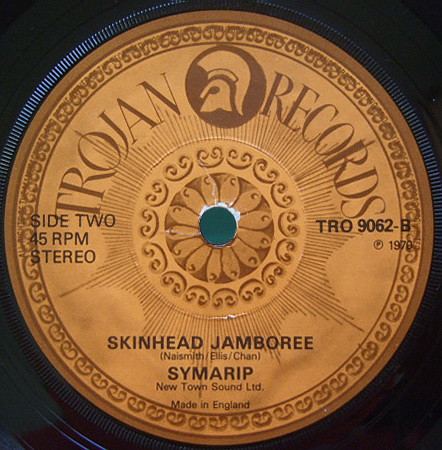 TROJAN RECORDS
SIDE TWO
45 RPM
STEREO
TRO 9062-B
℗ 1970
SKINHEAD JAMBOREE
(Naismith/Ellis/Chan)
SYMARIP
New Town Sound Ltd.
Made in England